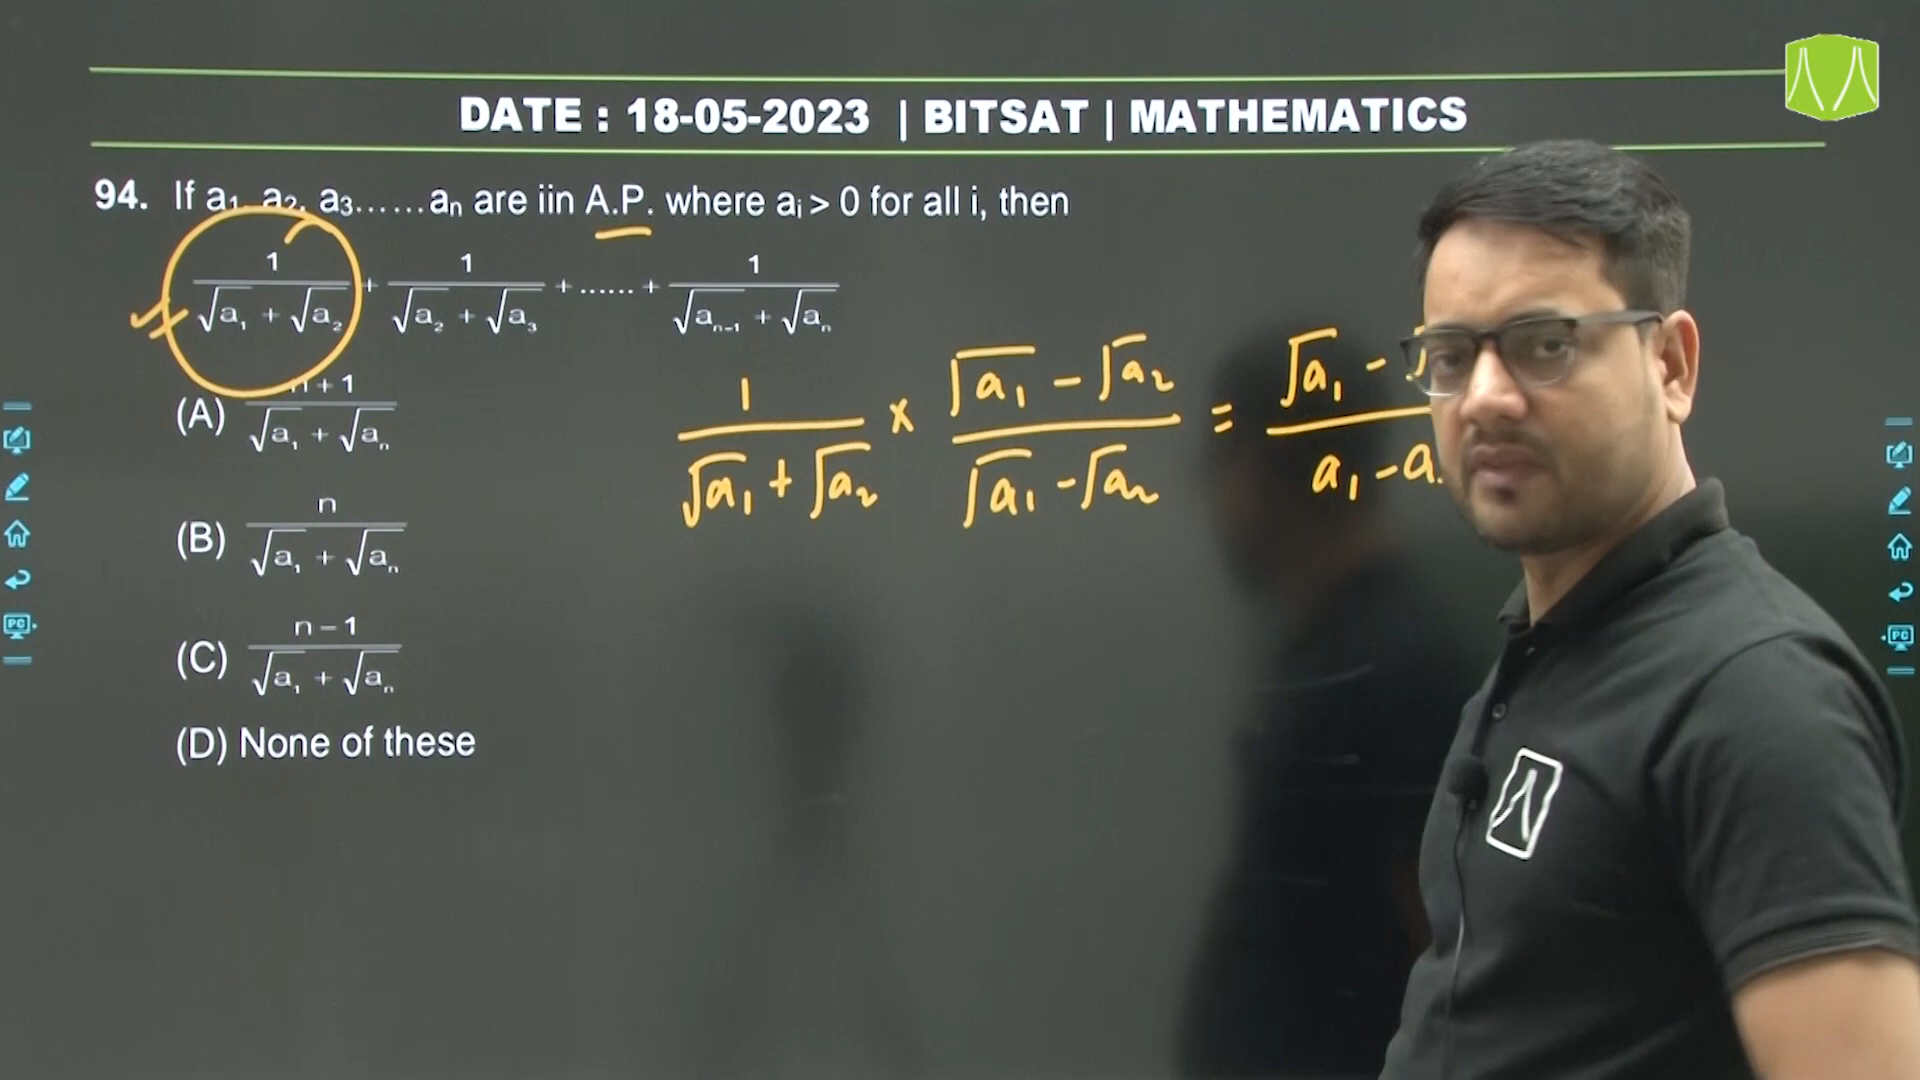 DATE : 18-05-2023 | BITSAT | MATHEMATICS
94. If a₁, a₂, a₃......aₙ are iin A.P. where aᵢ > 0 for all i, then
1/(√a₁ + √a₂) + 1/(√a₂ + √a₃) + ...... + 1/(√aₙ₋₁ + √aₙ)
1/(√a₁ + √a₂) × (√a₁ - √a₂)/(√a₁ - √a₂) = (√a₁ -)/(a₁ - a
(A) n + 1/(√a₁ + √aₙ)
(B) n/(√a₁ + √aₙ)
(C) n – 1/(√a₁ + √aₙ)
(D) None of these
PC
PC